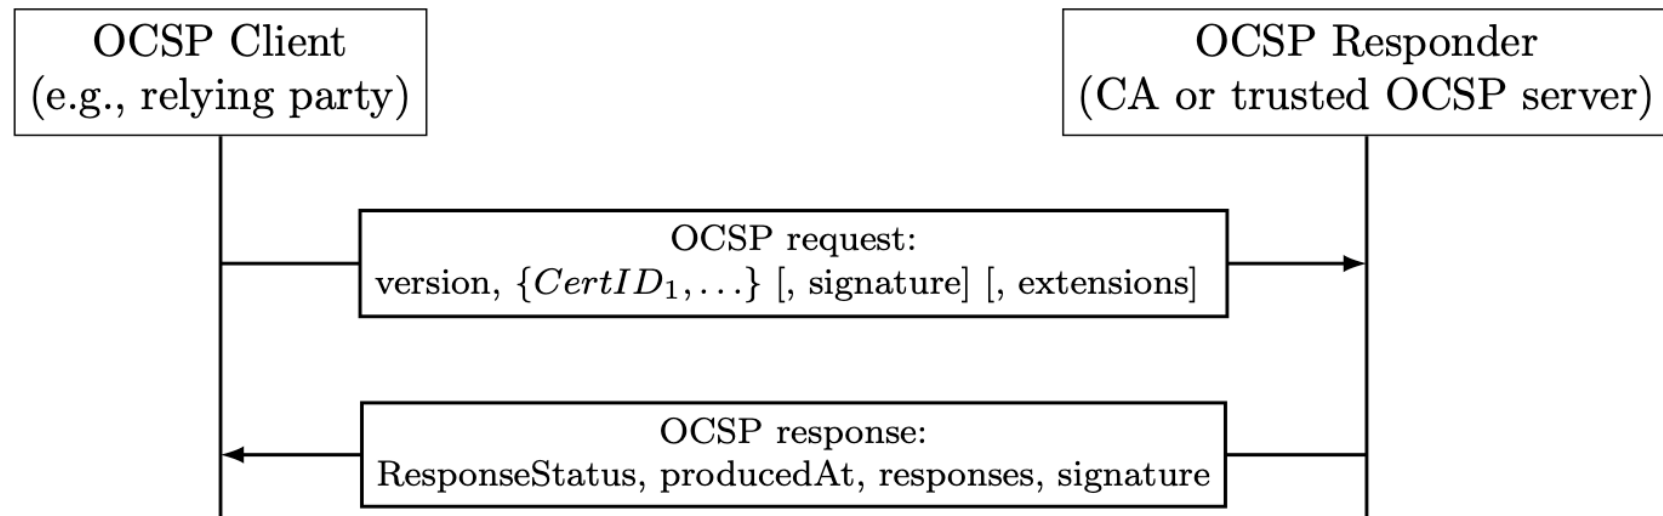 OCSP Client
(e.g., relying party)
OCSP Responder
(CA or trusted OCSP server)
OCSP request:
version, {CertID₁, . . .} [, signature] [, extensions]
OCSP response:
ResponseStatus, producedAt, responses, signature